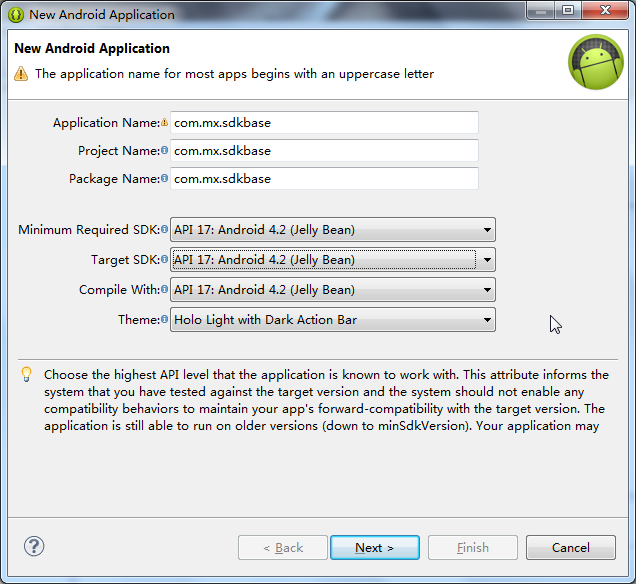 New Android Application
New Android Application
The application name for most apps begins with an uppercase letter
Application Name: com.mx.sdkbase
Project Name: com.mx.sdkbase
Package Name: com.mx.sdkbase
Minimum Required SDK: API 17: Android 4.2 (Jelly Bean)
Target SDK: API 17: Android 4.2 (Jelly Bean)
Compile With: API 17: Android 4.2 (Jelly Bean)
Theme: Holo Light with Dark Action Bar
Choose the highest API level that the application is known to work with. This attribute informs the
system that you have tested against the target version and the system should not enable any
compatibility behaviors to maintain your app's forward-compatibility with the target version. The
application is still able to run on older versions (down to minSdkVersion). Your application may
? < Back Next > Finish Cancel